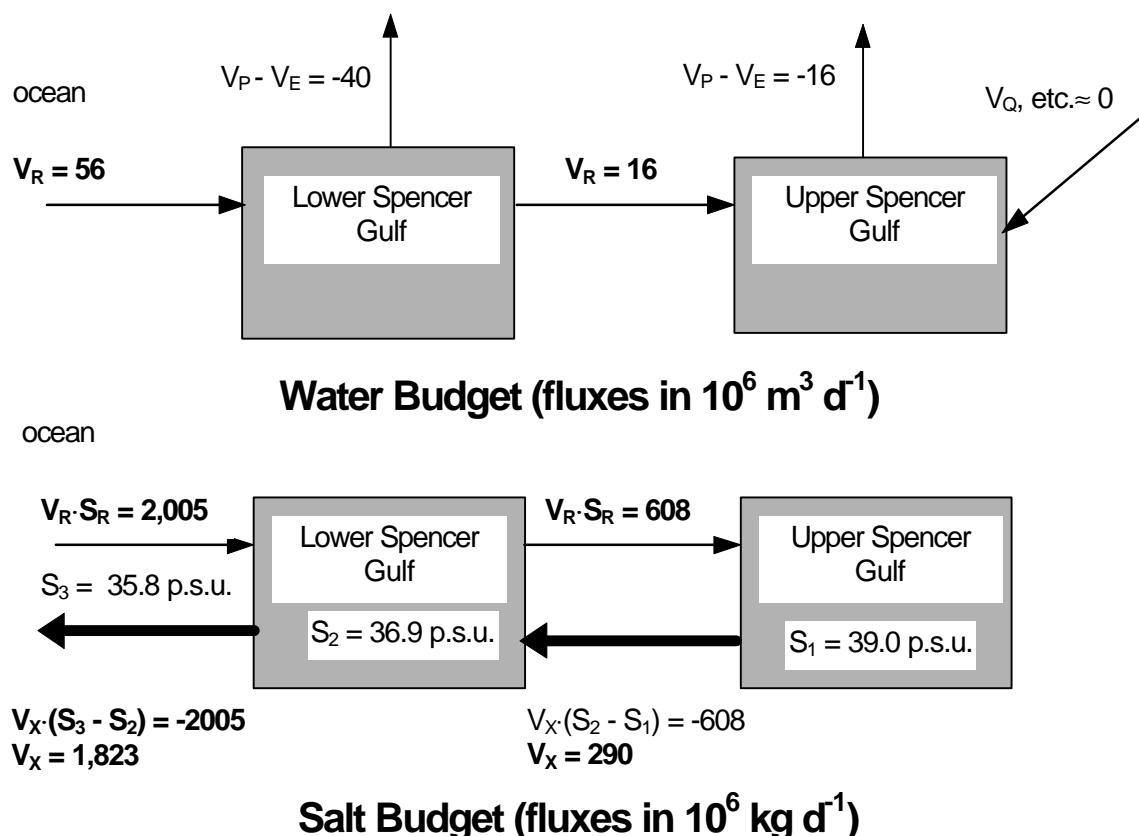 V_P - V_E = -40
V_P - V_E = -16
ocean
V_Q, etc.≈ 0
V_R = 56
V_R = 16
Lower Spencer
Gulf
Upper Spencer
Gulf
Water Budget (fluxes in 10^6 m^3 d^-1)
ocean
V_R·S_R = 2,005
V_R·S_R = 608
Lower Spencer
Gulf
Upper Spencer
Gulf
S_3 = 35.8 p.s.u.
S_2 = 36.9 p.s.u.
S_1 = 39.0 p.s.u.
V_X·(S_3 - S_2) = -2005
V_X = 1,823
V_X·(S_2 - S_1) = -608
V_X = 290
Salt Budget (fluxes in 10^6 kg d^-1)